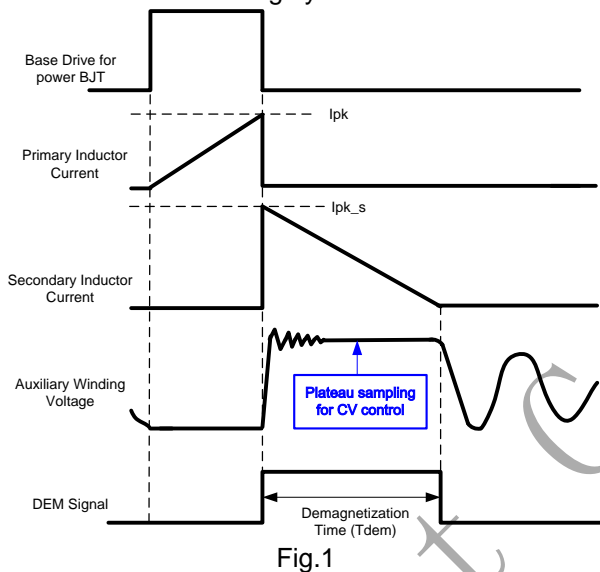 Base Drive for
power BJT
Ipk
Primary Inductor
Current
Ipk_s
Secondary Inductor
Current
Auxiliary Winding
Voltage
Plateau sampling
for CV control
DEM Signal
Demagnetization
Time (Tdem)
Fig.1